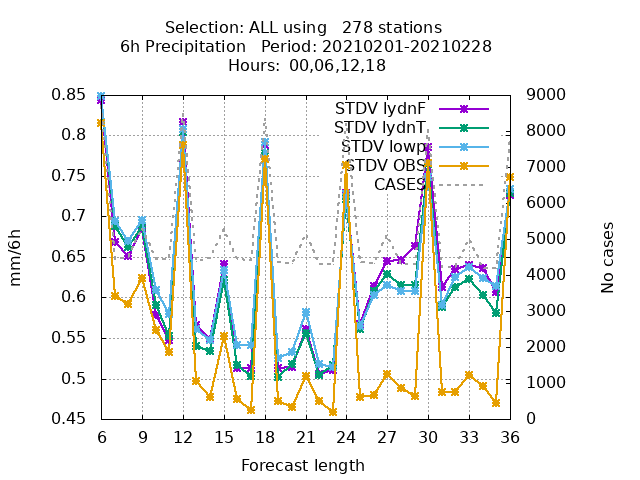 Selection: ALL using   278 stations
6h Precipitation   Period: 20210201-20210228
Hours:  00,06,12,18
STDV lydnF
STDV lydnT
STDV lowp
STDV OBS
CASES
mm/6h
0.85
0.8
0.75
0.7
0.65
0.6
0.55
0.5
0.45
9000
8000
7000
6000
5000
4000
3000
2000
1000
0
No cases
6 9 12 15 18 21 24 27 30 33 36
Forecast length